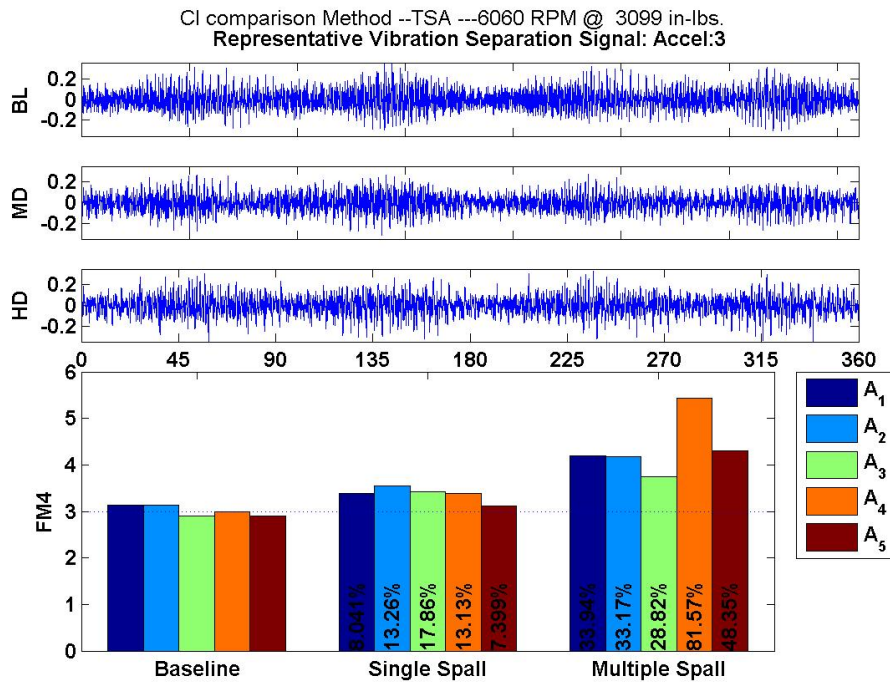 CI comparison Method --TSA ---6060 RPM @ 3099 in-lbs.
Representative Vibration Separation Signal: Accel:3
0.2
0
-0.2
BL
0.2
0
-0.2
MD
0.2
0
-0.2
HD
0 45 90 135 180 225 270 315 360
6
5
4
3
2
1
0
FM4
8.041%
13.26%
17.86%
13.13%
7.399%
33.94%
33.17%
28.82%
81.57%
48.35%
Baseline Single Spall Multiple Spall
A1
A2
A3
A4
A5